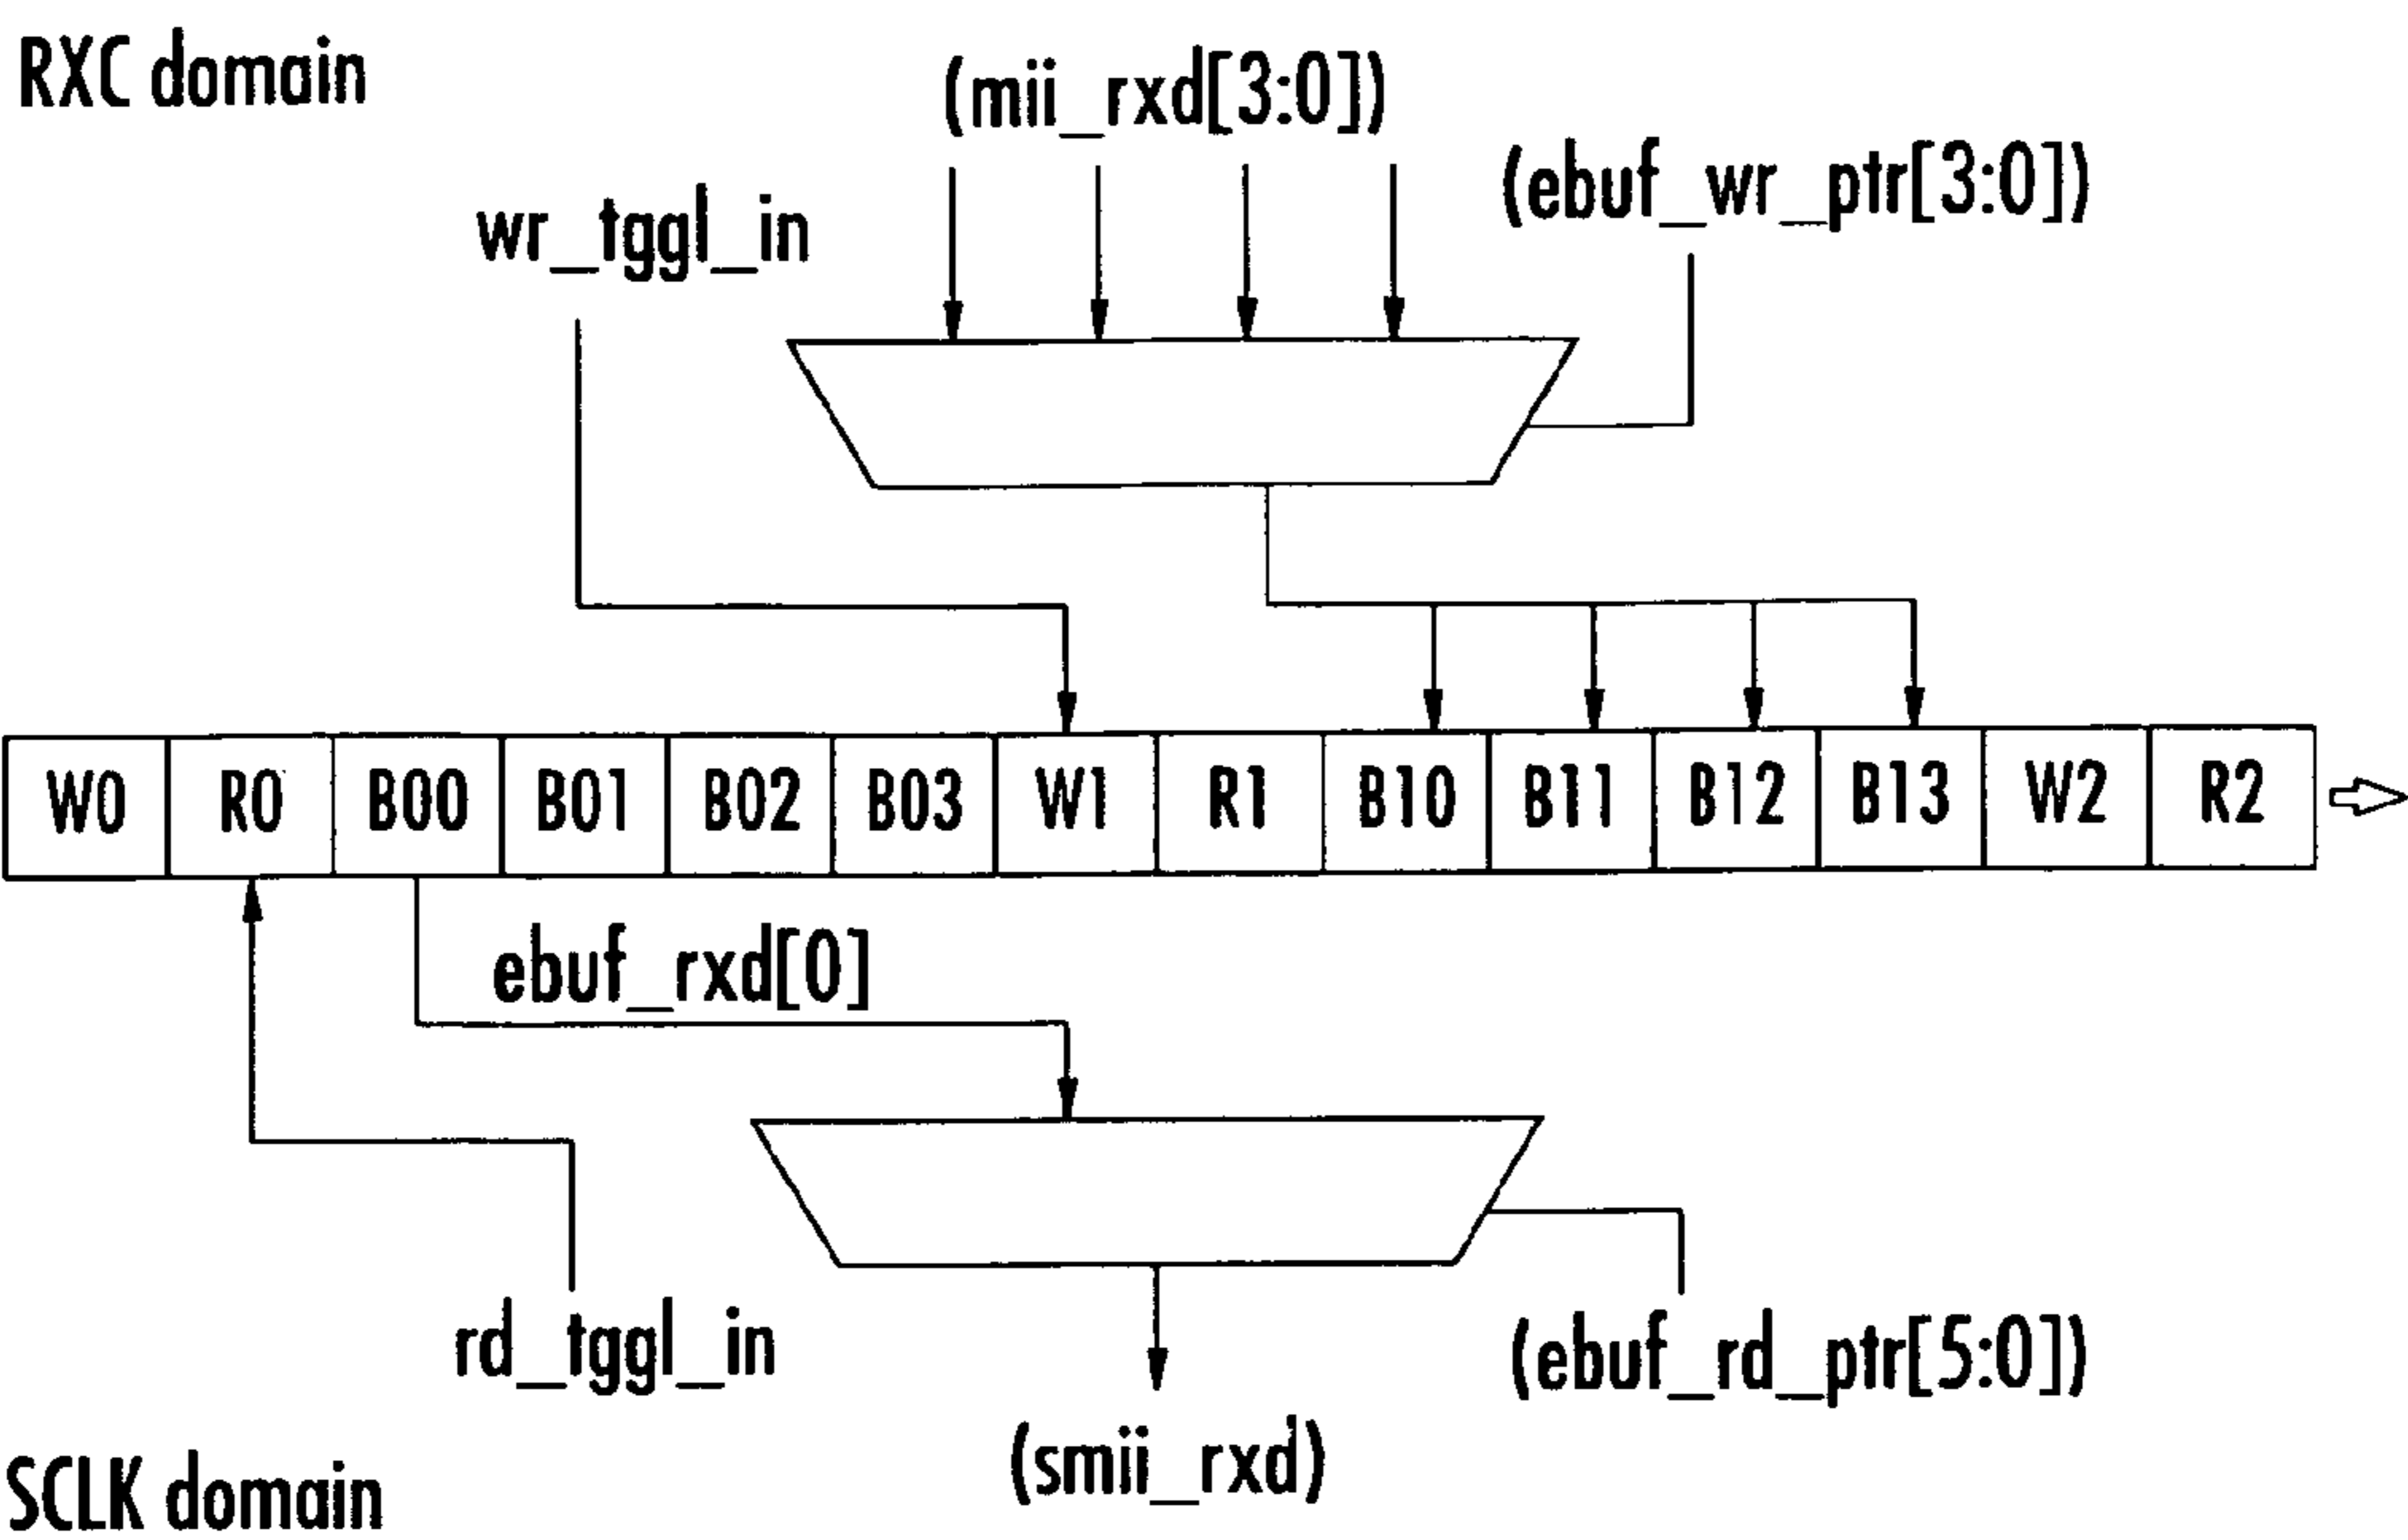 RXC domain
(mii_rxd[3:0])
(ebuf_wr_ptr[3:0])
wr_tggl_in
W0 R0 B00 B01 B02 B03 W1 R1 B10 B11 B12 B13 W2 R2
ebuf_rxd[0]
rd_tggl_in
(ebuf_rd_ptr[5:0])
(smii_rxd)
SCLK domain